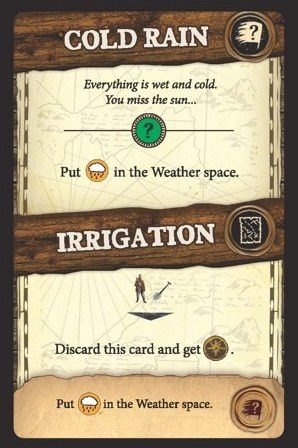 COLD RAIN
?
Everything is wet and cold.
You miss the sun...
?
Put in the Weather space.
IRRIGATION
Discard this card and get .
Put in the Weather space.
?